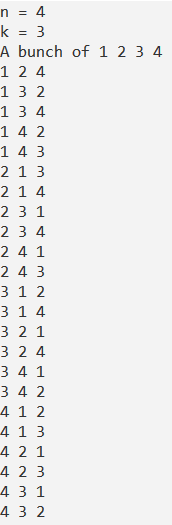 n = 4
k = 3
A bunch of 1 2 3 4
1 2 4
1 3 2
1 3 4
1 4 2
1 4 3
2 1 3
2 1 4
2 3 1
2 3 4
2 4 1
2 4 3
3 1 2
3 1 4
3 2 1
3 2 4
3 4 1
3 4 2
4 1 2
4 1 3
4 2 1
4 2 3
4 3 1
4 3 2